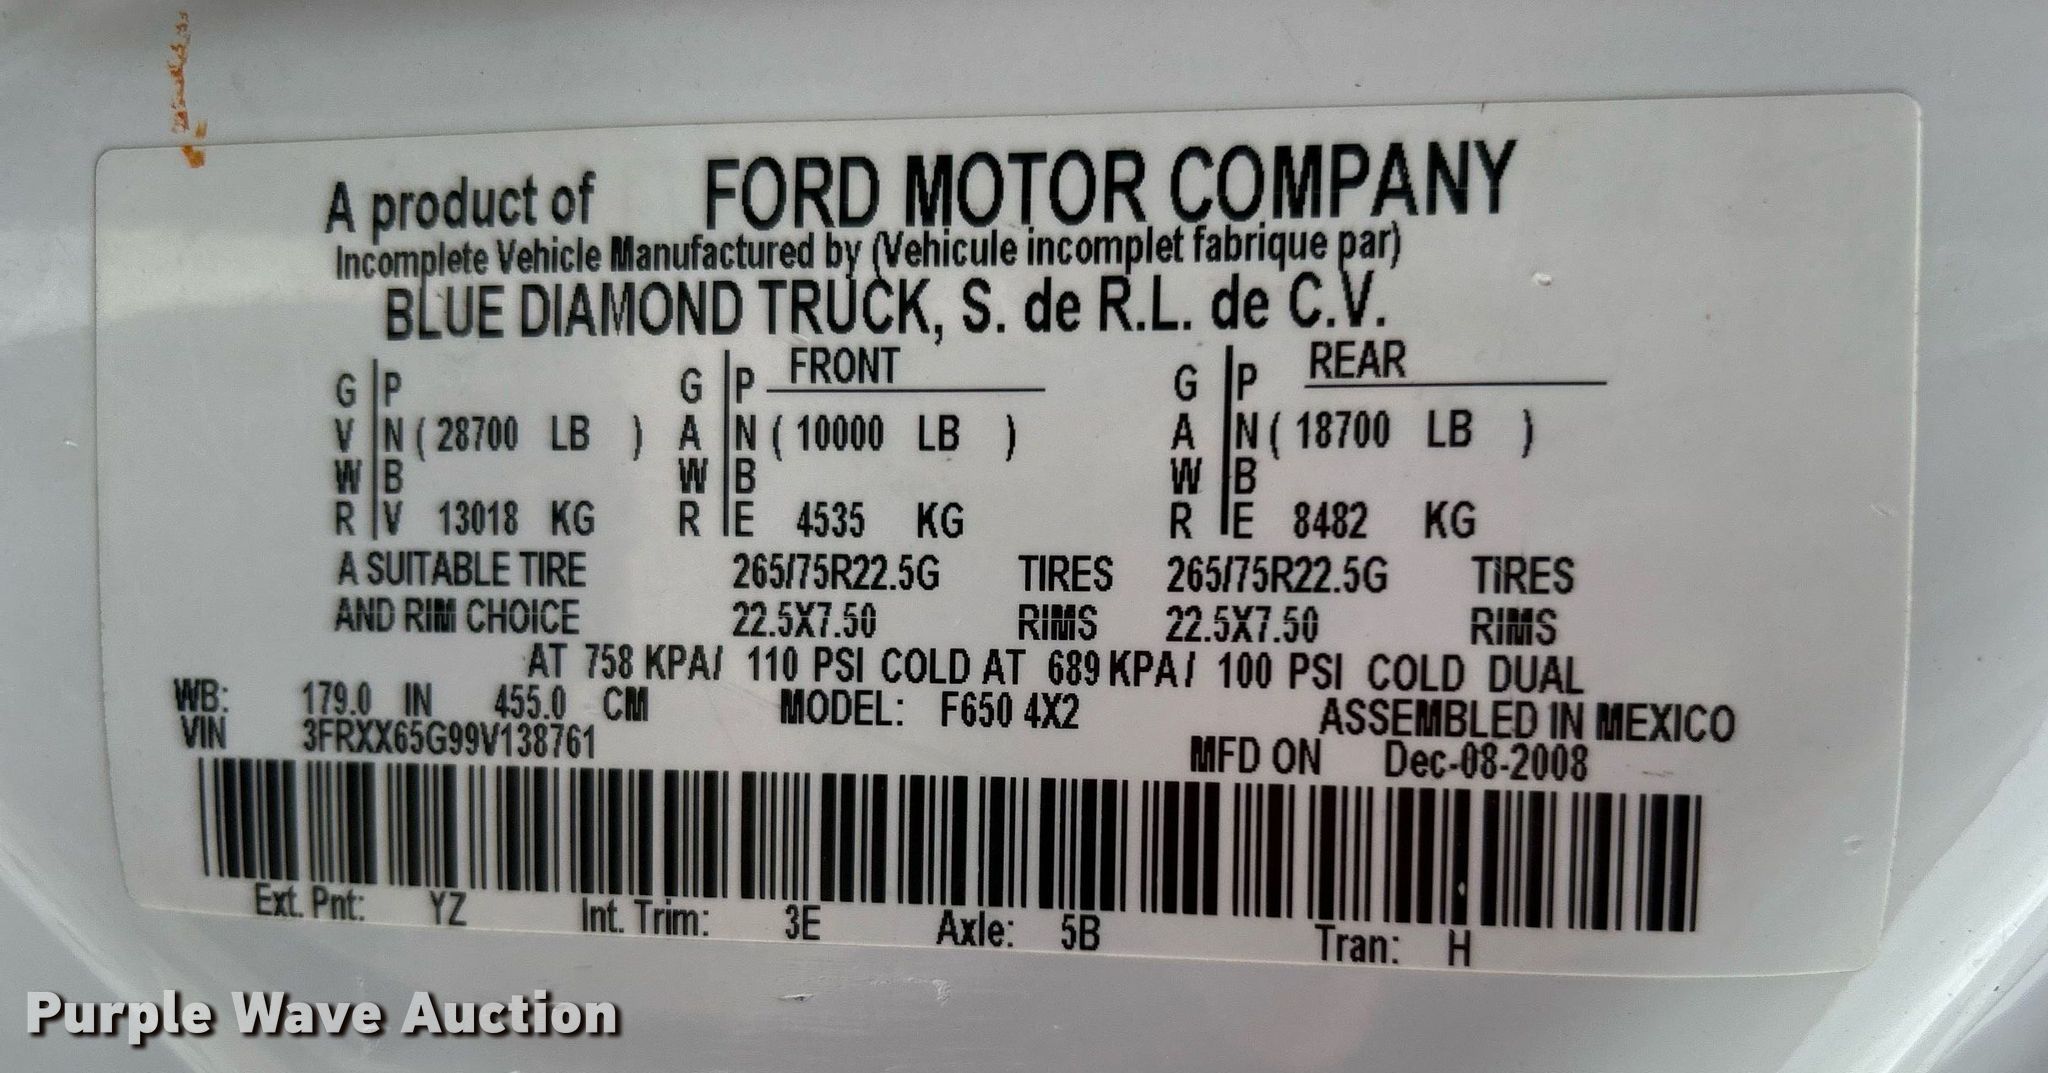 A product of FORD MOTOR COMPANY
Incomplete Vehicle Manufactured by (Vehicule incomplet fabrique par)
BLUE DIAMOND TRUCK, S. de R.L. de C.V.
G P G P FRONT G P REAR
V N ( 28700 LB ) A N ( 10000 LB ) A N ( 18700 LB )
W B W B W B
R V 13018 KG R E 4535 KG R E 8482 KG
A SUITABLE TIRE 265/75R22.5G TIRES 265/75R22.5G TIRES
AND RIM CHOICE 22.5X7.50 RIMS 22.5X7.50 RIMS
AT 758 KPA/ 110 PSI COLD AT 689 KPA/ 100 PSI COLD DUAL
WB: 179.0 IN 455.0 CM MODEL: F650 4X2 ASSEMBLED IN MEXICO
VIN 3FRXX65G99V138761 MFD ON Dec-08-2008
Ext. Pnt: YZ Int. Trim: 3E Axle: 5B Tran: H
Purple Wave Auction